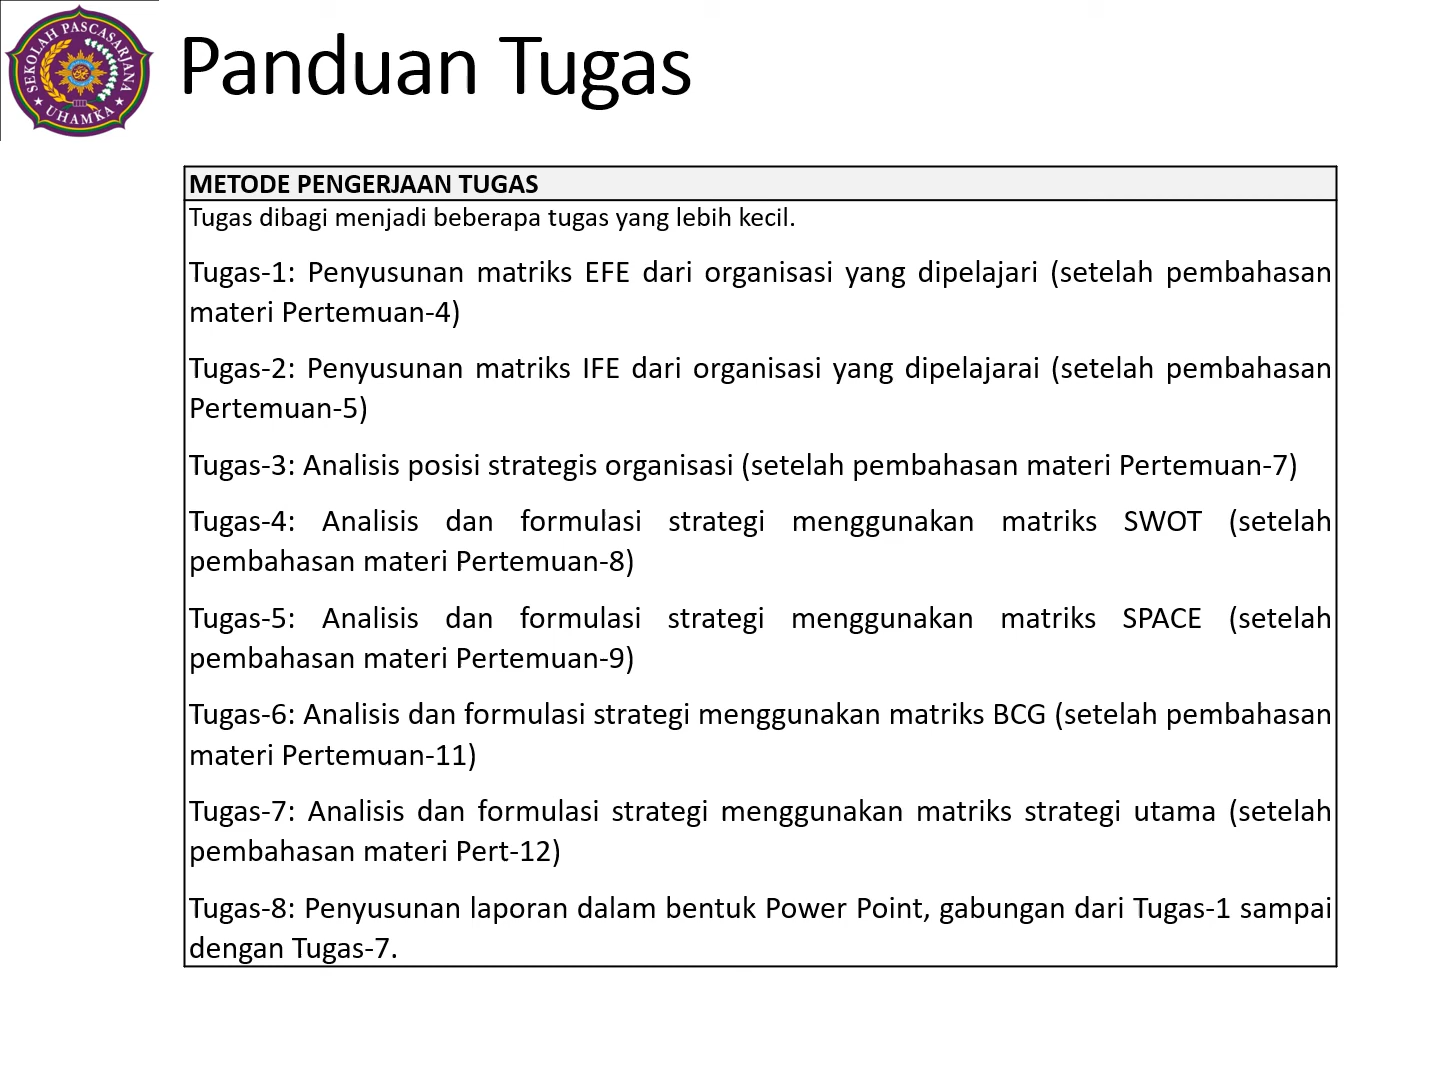 SEKOLAH PASCASARJANA
UHAMKA
Panduan Tugas
METODE PENGERJAAN TUGAS
Tugas dibagi menjadi beberapa tugas yang lebih kecil.
Tugas-1: Penyusunan matriks EFE dari organisasi yang dipelajari (setelah pembahasan
materi Pertemuan-4)
Tugas-2: Penyusunan matriks IFE dari organisasi yang dipelajarai (setelah pembahasan
Pertemuan-5)
Tugas-3: Analisis posisi strategis organisasi (setelah pembahasan materi Pertemuan-7)
Tugas-4: Analisis dan formulasi strategi menggunakan matriks SWOT (setelah
pembahasan materi Pertemuan-8)
Tugas-5: Analisis dan formulasi strategi menggunakan matriks SPACE (setelah
pembahasan materi Pertemuan-9)
Tugas-6: Analisis dan formulasi strategi menggunakan matriks BCG (setelah pembahasan
materi Pertemuan-11)
Tugas-7: Analisis dan formulasi strategi menggunakan matriks strategi utama (setelah
pembahasan materi Pert-12)
Tugas-8: Penyusunan laporan dalam bentuk Power Point, gabungan dari Tugas-1 sampai
dengan Tugas-7.